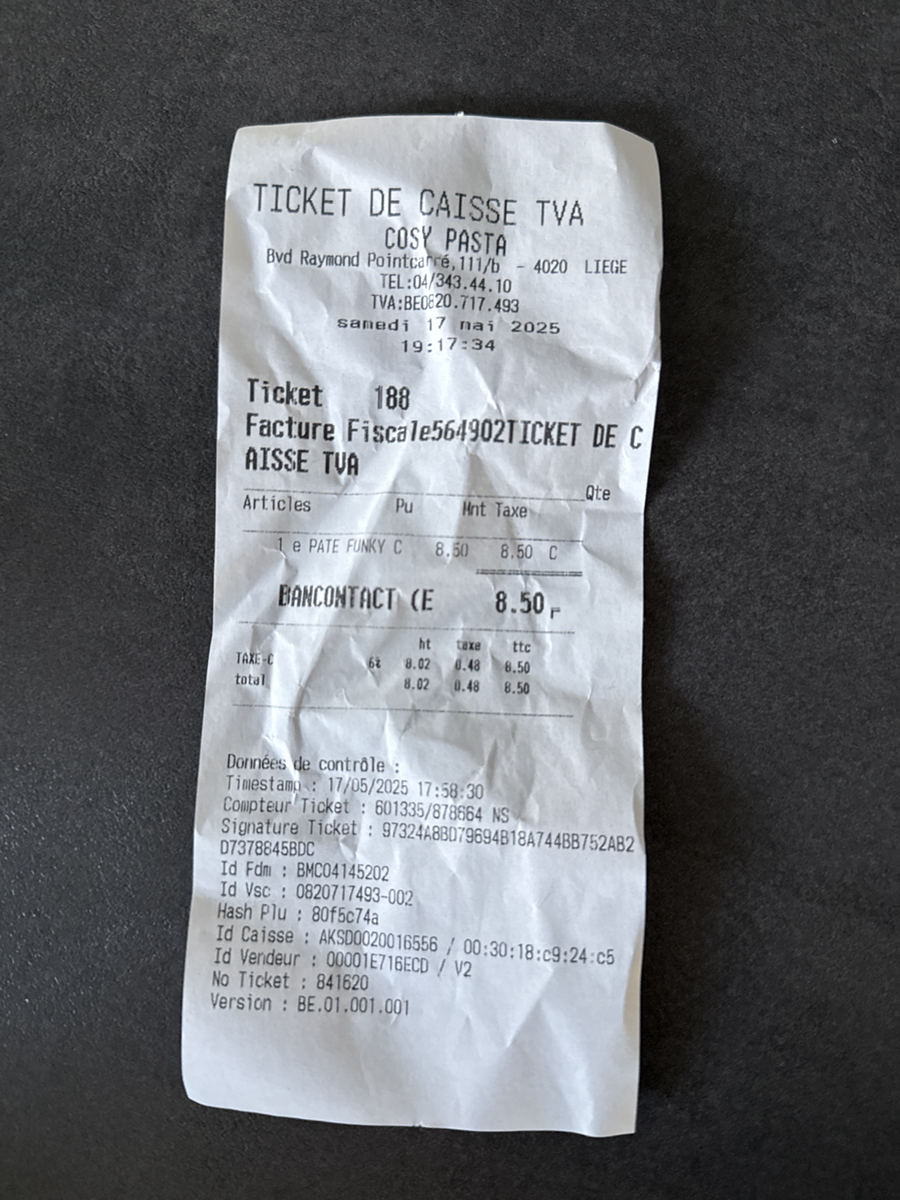 TICKET DE CAISSE TVA
COSY PASTA
Bvd Raymond Pointcarré,111/b - 4020 LIEGE
TEL:04/343.44.10
TVA:BE0820.717.493
samedi 17 mai 2025
19:17:34
Ticket 188
Facture Fiscale564902TICKET DE C
AISSE TVA
Qte
Articles Pu Mnt Taxe
1 e PATE FUNKY C 8.50 8.50 C
BANCONTACT (E 8.50
ht taxe ttc
TAXE-C 6% 8.02 0.48 8.50
total 8.02 0.48 8.50
Données de contrôle :
Timestamp : 17/05/2025 17:58:30
Compteur Ticket : 601335/878664 NS
Signature Ticket : 97324A8BD79694B18A744BB752AB2
D7378845BDC
Id Fdm : BMC04145202
Id Vsc : 0820717493-002
Hash Plu : 80f5c74a
Id Caisse : AKSD0020016556 / 00:30:18:c9:24:c5
Id Vendeur : 00001E716ECD / V2
No Ticket : 841620
Version : BE.01.001.001